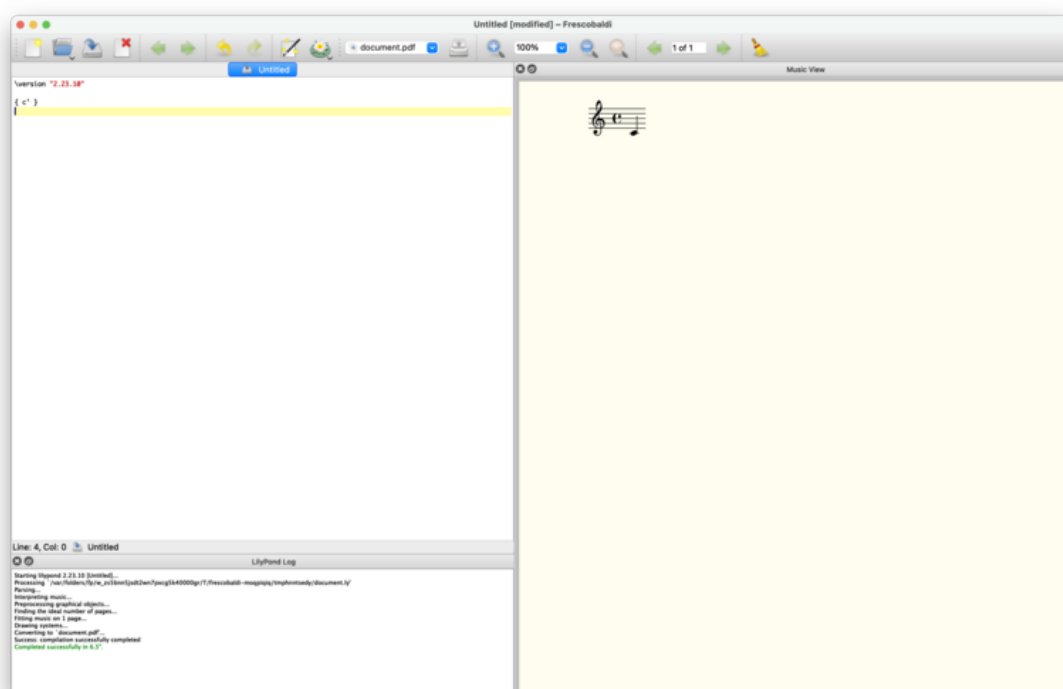 Untitled [modified] – Frescobaldi
document.pdf
100%
1 of 1
Untitled
\version "2.23.10"
{ c' }
Music View
Line: 4, Col: 0 Untitled
LilyPond Log
Starting lilypond 2.23.10 [Untitled]...
Parsing...
Interpreting music...
Preprocessing graphical objects...
Finding the ideal number of pages...
Fitting music on 1 page...
Drawing systems...
Converting to `document.pdf'...
Success: compilation successfully completed
Completed successfully in 6.5".